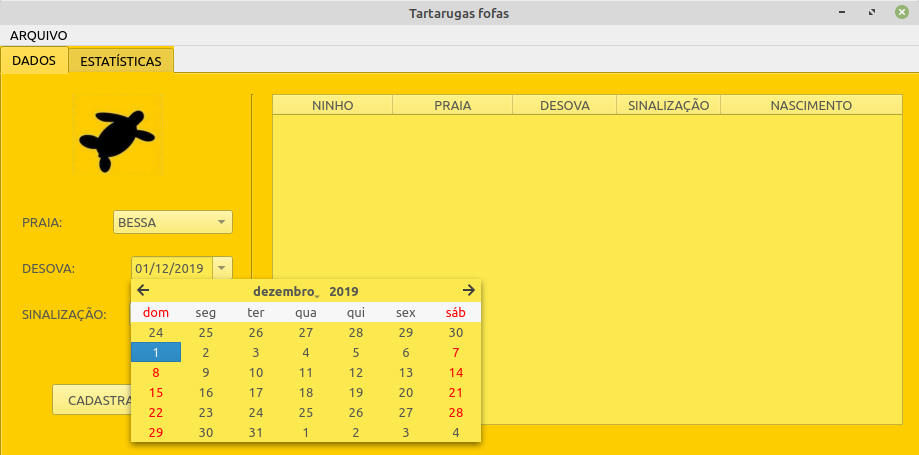 Tartarugas fofas
ARQUIVO
DADOS ESTATÍSTICAS
NINHO PRAIA DESOVA SINALIZAÇÃO NASCIMENTO
PRAIA: BESSA
DESOVA: 01/12/2019
SINALIZAÇÃO:
CADASTRA
dezembro 2019
dom seg ter qua qui sex sáb
24 25 26 27 28 29 30
1 2 3 4 5 6 7
8 9 10 11 12 13 14
15 16 17 18 19 20 21
22 23 24 25 26 27 28
29 30 31 1 2 3 4